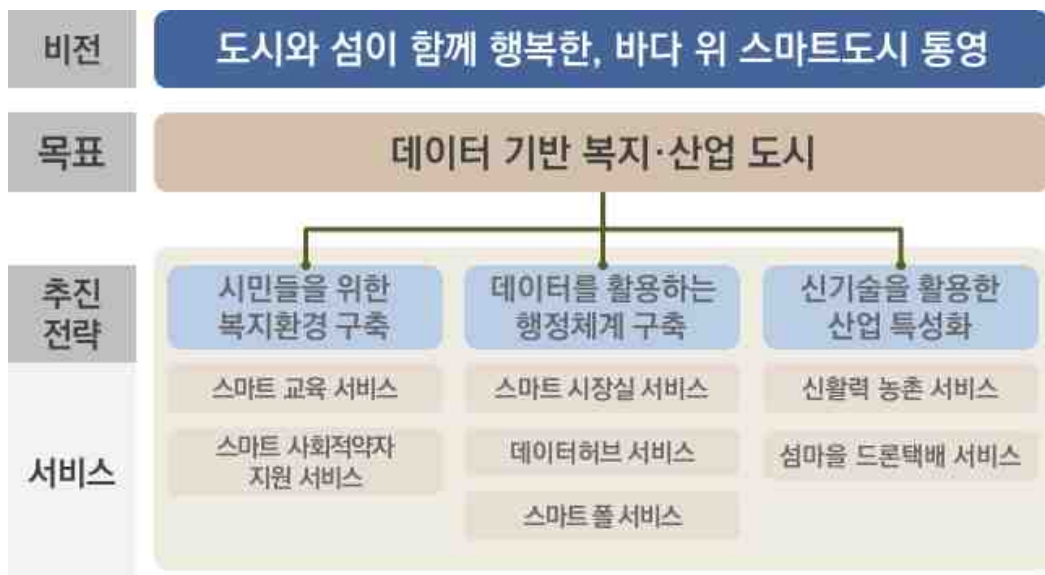 비전
도시와 섬이 함께 행복한, 바다 위 스마트도시 통영
목표
데이터 기반 복지·산업 도시
추진
전략
시민들을 위한
복지환경 구축
데이터를 활용하는
행정체계 구축
신기술을 활용한
산업 특성화
서비스
스마트 교육 서비스
스마트 사회적약자
지원 서비스
스마트 시장실 서비스
데이터허브 서비스
스마트 폴 서비스
신활력 농촌 서비스
섬마을 드론택배 서비스